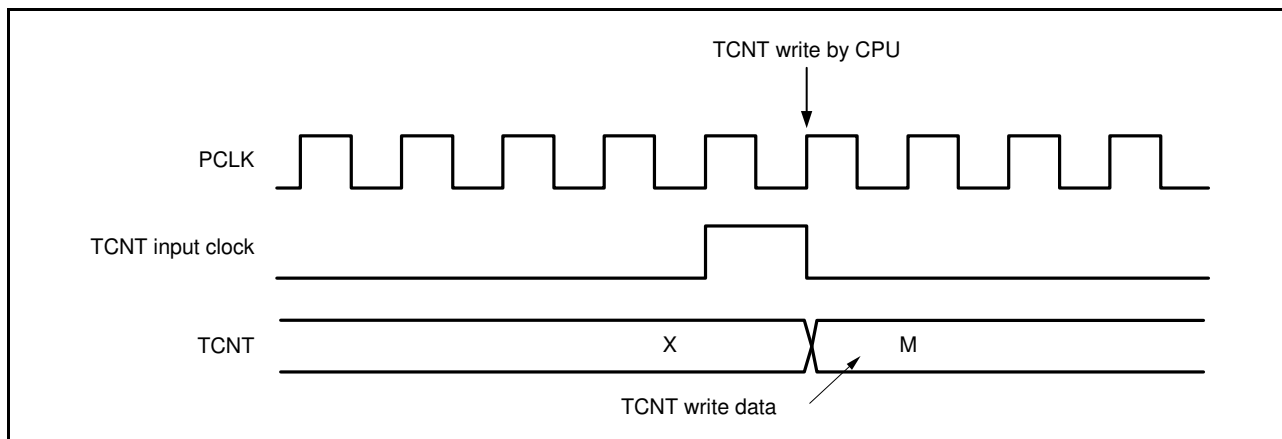 TCNT write by CPU
PCLK
TCNT input clock
TCNT
X
M
TCNT write data